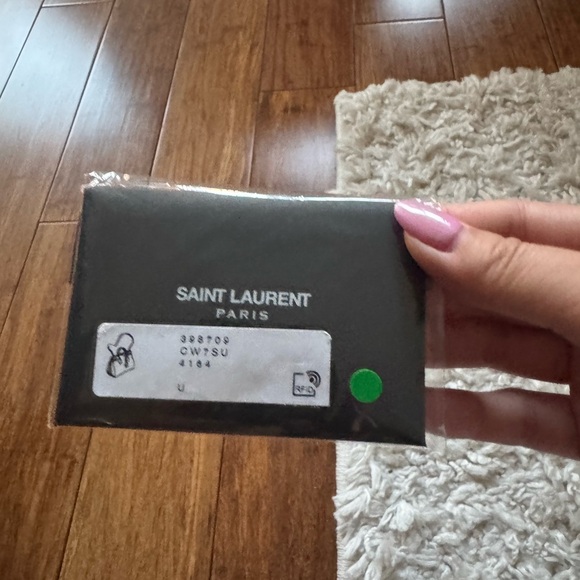 SAINT LAURENT
PARIS
398709
CW7SU
4164
U
RFID